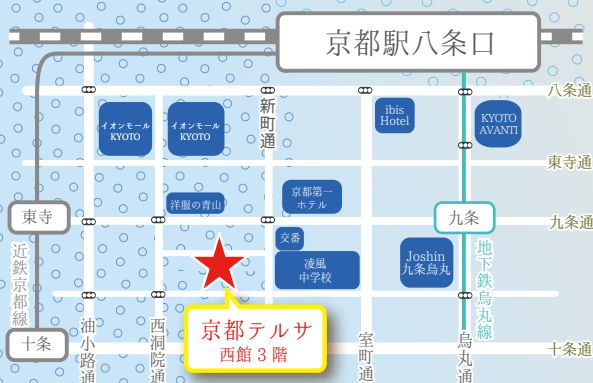 京都駅八条口
八条通
イオンモール
KYOTO
イオンモール
KYOTO
新町通
ibis
Hotel
KYOTO
AVANTI
東寺通
洋服の青山
京都第一
ホテル
東寺
九条
九条通
交番
凌風
中学校
Joshin
九条烏丸
近鉄京都線
地下鉄烏丸線
京都テルサ
西館3階
十条
油小路通
西洞院通
室町通
烏丸通
十条通